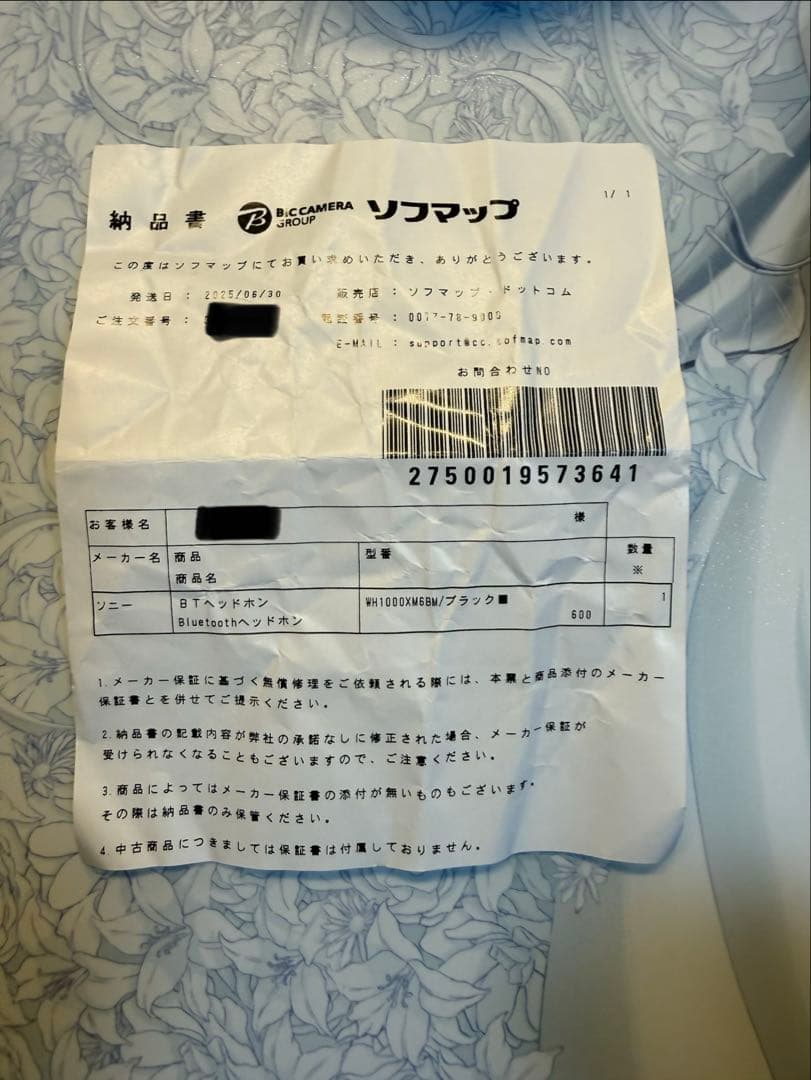 1/ 1
納品書 BIC CAMERA GROUP ソフマップ
この度はソフマップにてお買い求めいただき、ありがとうございます。
発送日 : 2025/06/30 販売店 : ソフマップ・ドットコム
ご注文番号 : 電話番号 :
E-MAIL : support@cc.sofmap.com
お問合わせNO
2750019573641
お客様名 様
メーカー名 商品 型番 数量
商品名 ※
ソニー BTヘッドホン WH1000XM6BM/ブラック■ 1
Bluetoothヘッドホン 600
1.メーカー保証に基づく無償修理をご依頼される際には、本票と商品添付のメーカー
保証書とを併せてご提示ください。
2.納品書の記載内容が弊社の承諾なしに修正された場合、メーカー保証が
受けられなくなることもございますので、ご注意ください。
3.商品によってはメーカー保証書の添付が無いものもございます。
その際は納品書のみ保管ください。
4.中古商品につきましては保証書は付属しておりません。